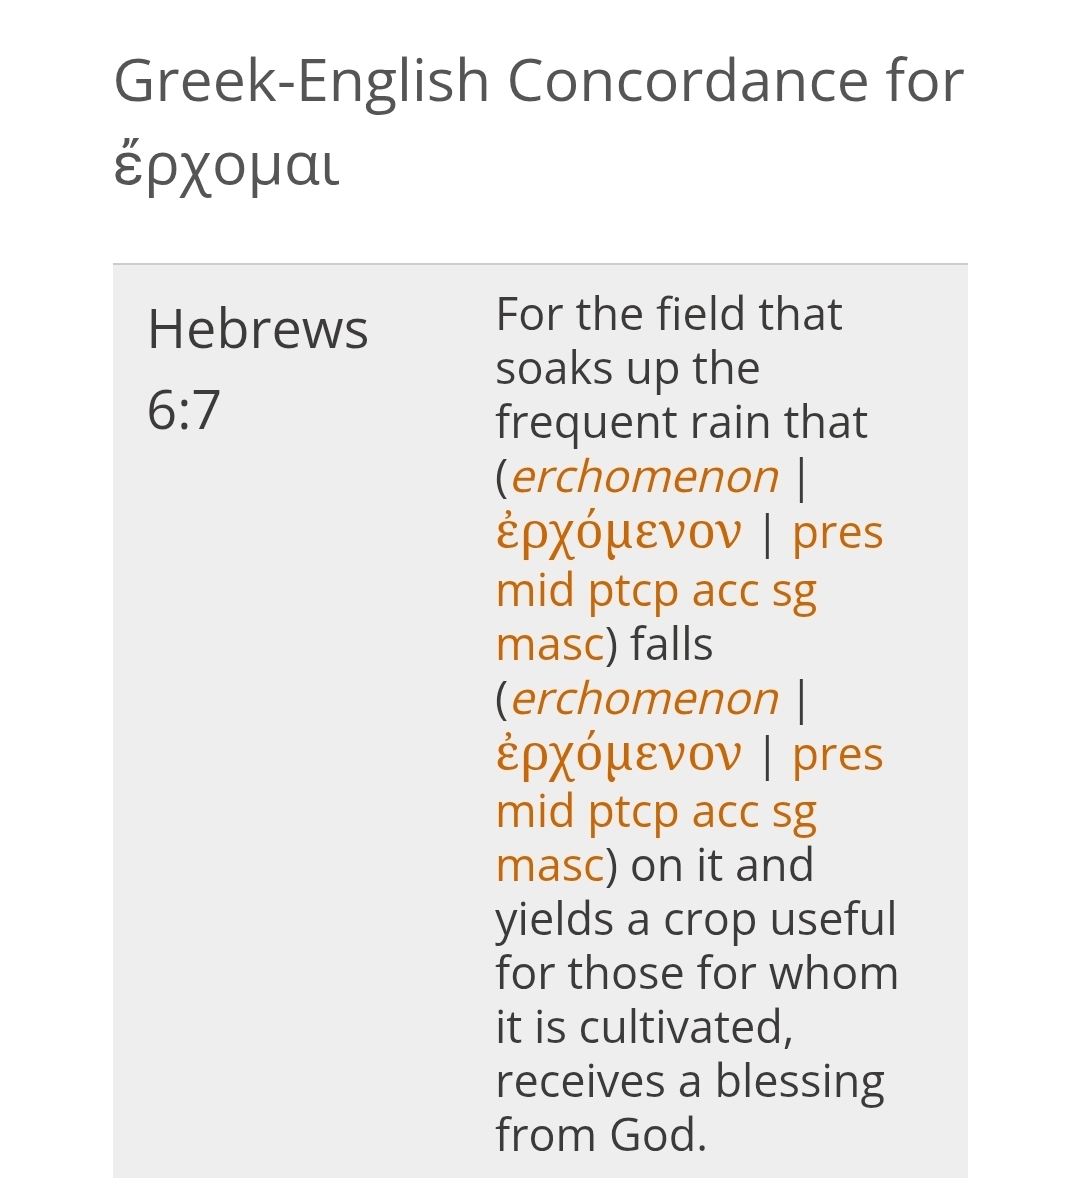 Greek-English Concordance for
ἔρχομαι
Hebrews
6:7
For the field that
soaks up the
frequent rain that
(erchomenon |
ἐρχόμενον | pres
mid ptcp acc sg
masc) falls
(erchomenon |
ἐρχόμενον | pres
mid ptcp acc sg
masc) on it and
yields a crop useful
for those for whom
it is cultivated,
receives a blessing
from God.